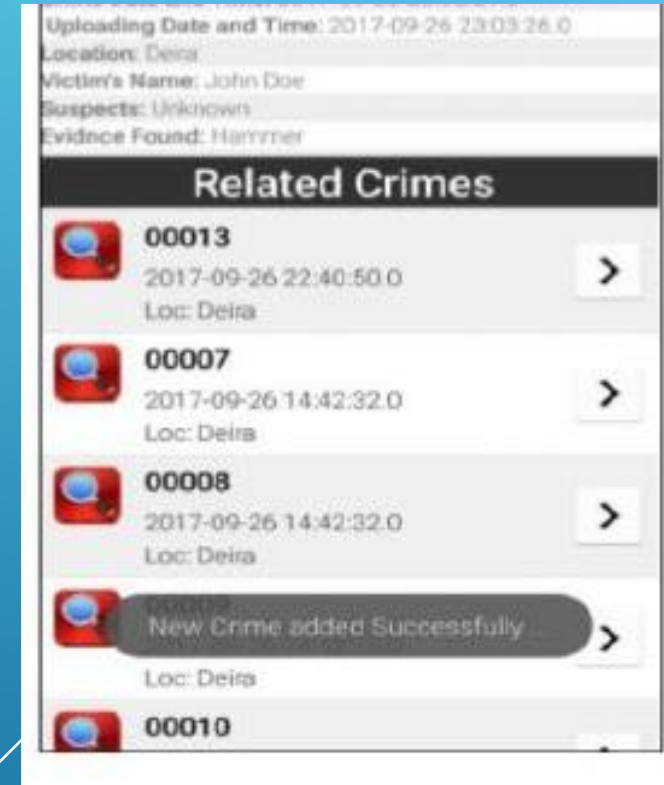 Uploading Date and Time: 2017-09-26 23:03:26.0
Location: Deira
Victim's Name: John Doe
Suspects: Unknown
Evidnce Found: Hammer
Related Crimes
00013
2017-09-26 22:40:50.0
Loc: Deira
00007
2017-09-26 14:42:32.0
Loc: Deira
00008
2017-09-26 14:42:32.0
Loc: Deira
New Crime added Successfully ...
Loc: Deira
00010